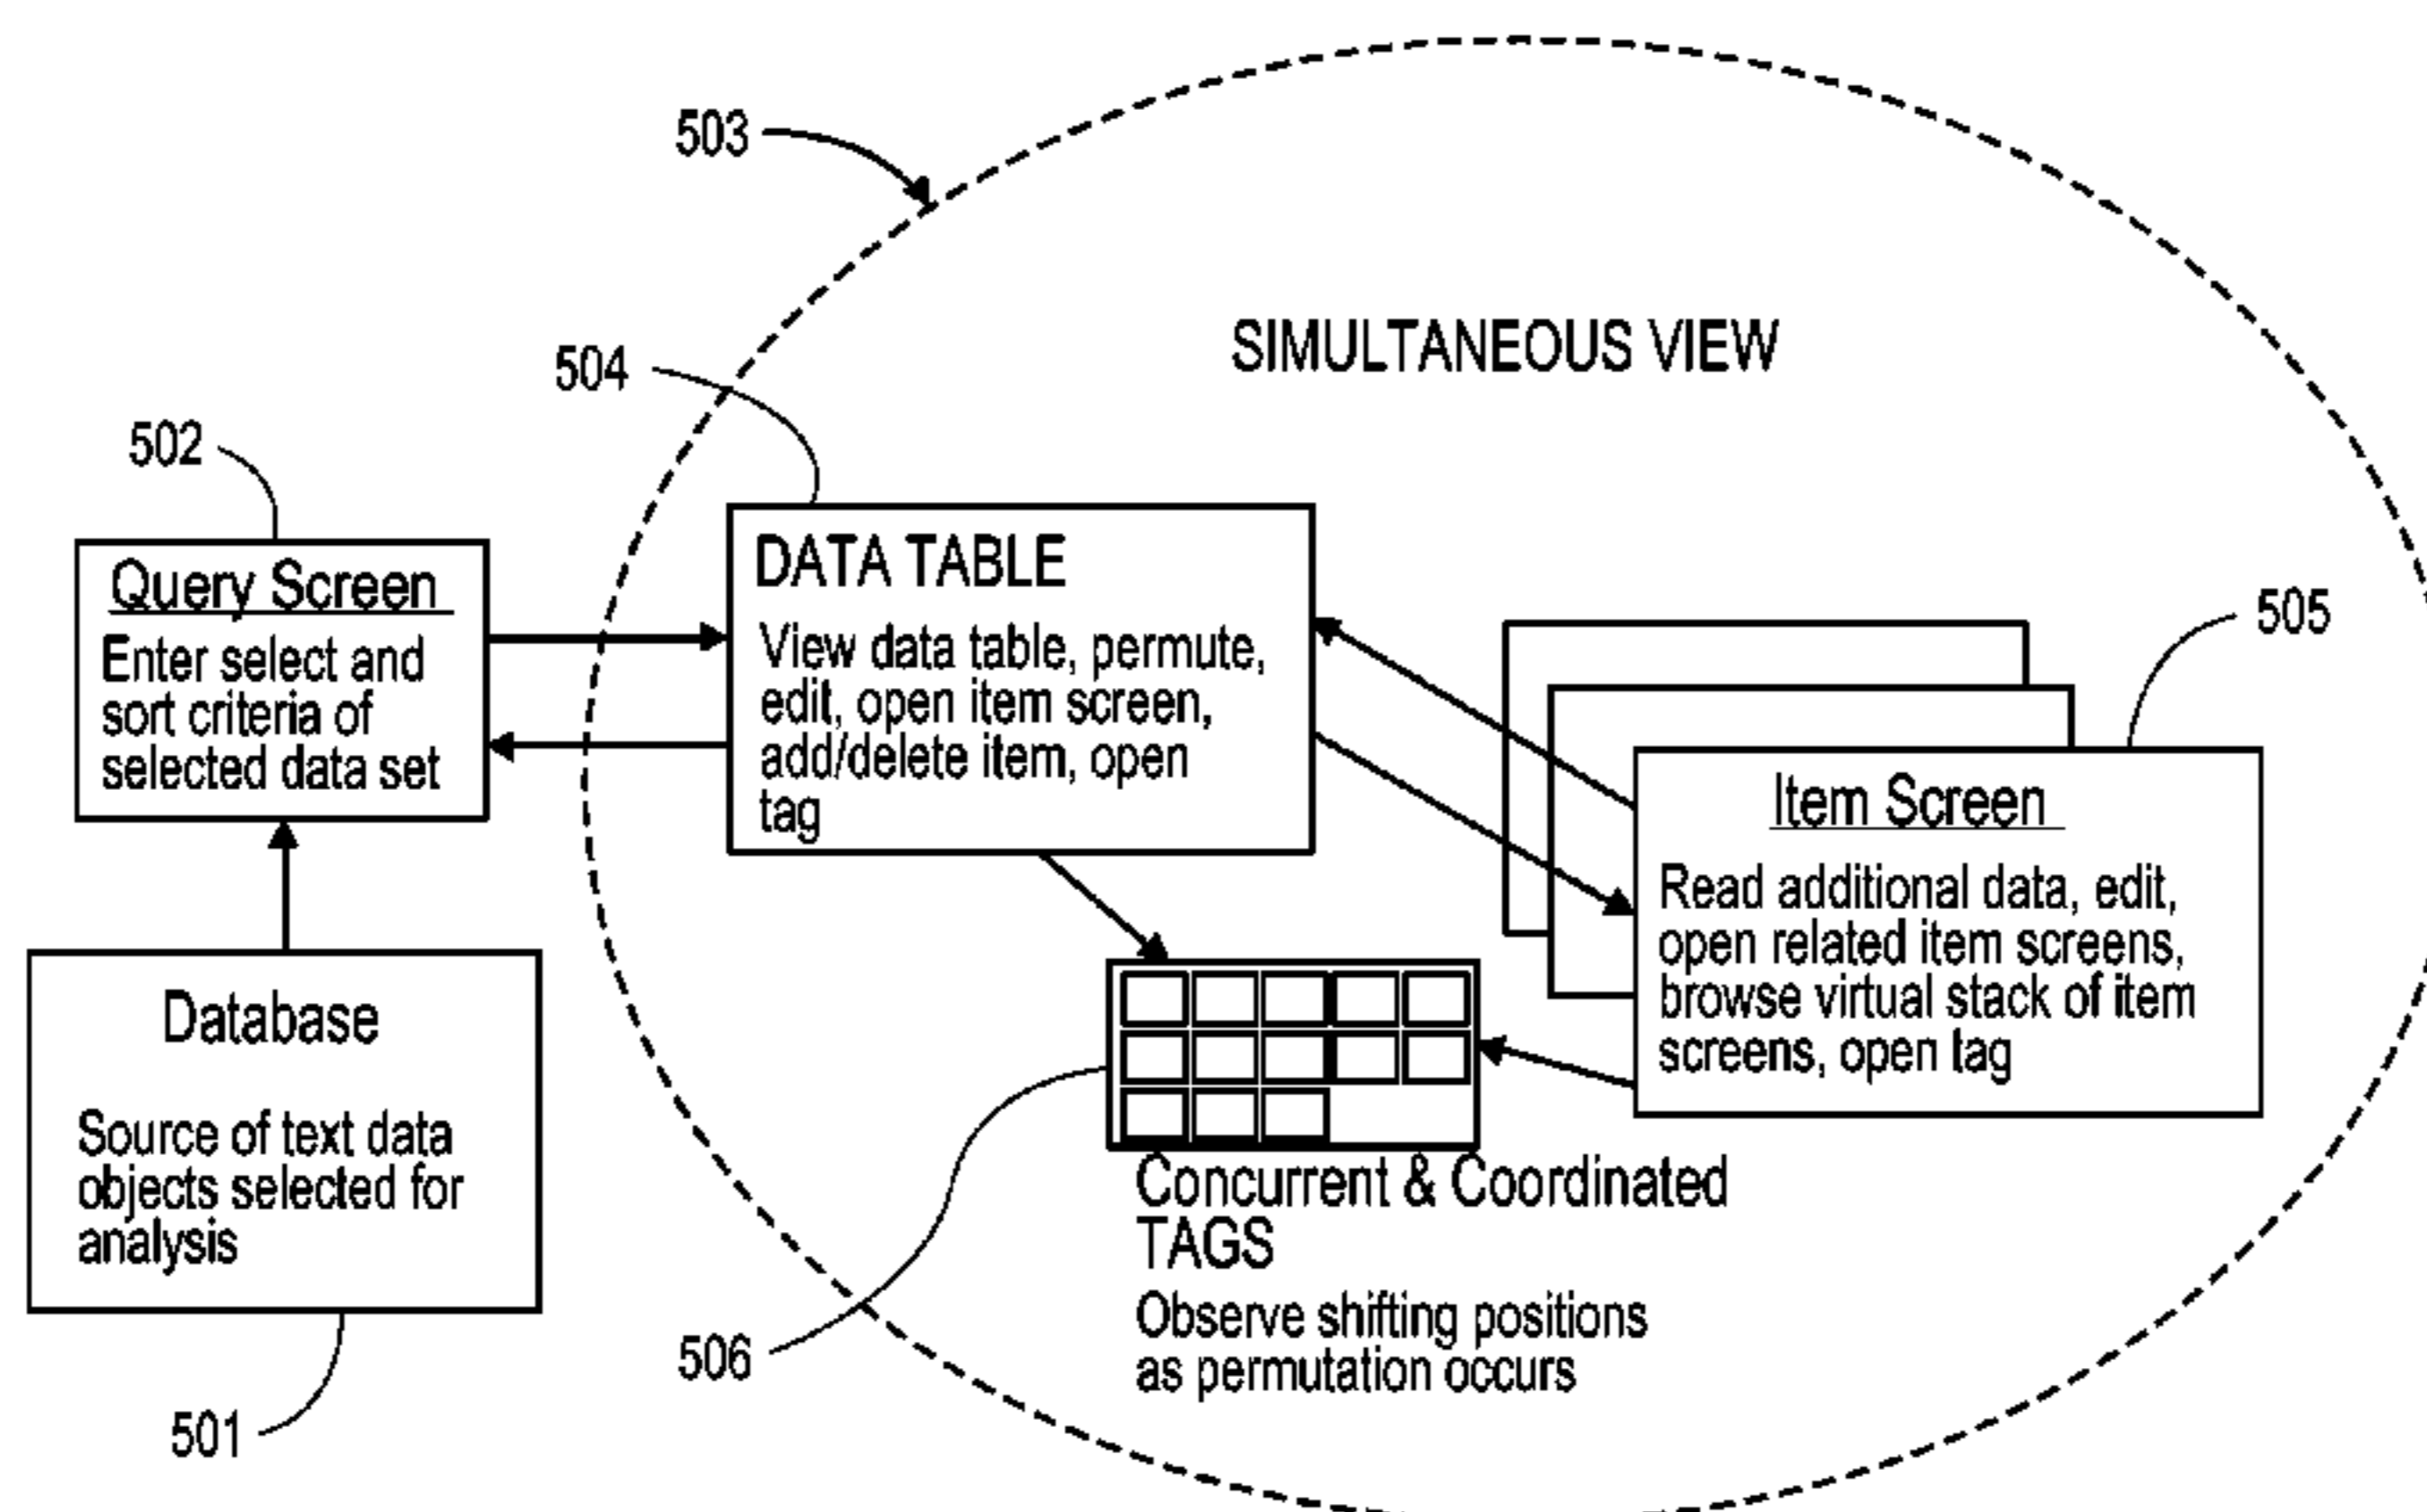 503
SIMULTANEOUS VIEW
504
502
DATA TABLE
View data table, permute,
edit, open item screen,
add/delete item, open
tag
Query Screen
Enter select and
sort criteria of
selected data set
505
Item Screen
Read additional data, edit,
open related item screens,
browse virtual stack of item
screens, open tag
Database
Source of text data
objects selected for
analysis
501
Concurrent & Coordinated
TAGS
Observe shifting positions
as permutation occurs
506